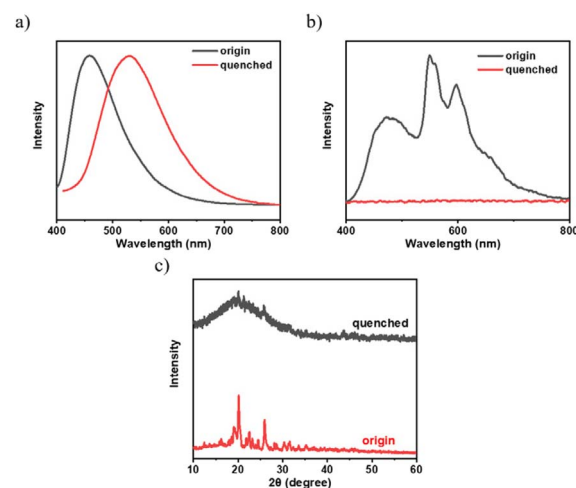 a)
origin
quenched
Intensity
400 500 600 700 800
Wavelength (nm)
b)
origin
quenched
Intensity
400 600 800
Wavelength (nm)
c)
quenched
origin
Intensity
10 20 30 40 50 60
2θ (degree)